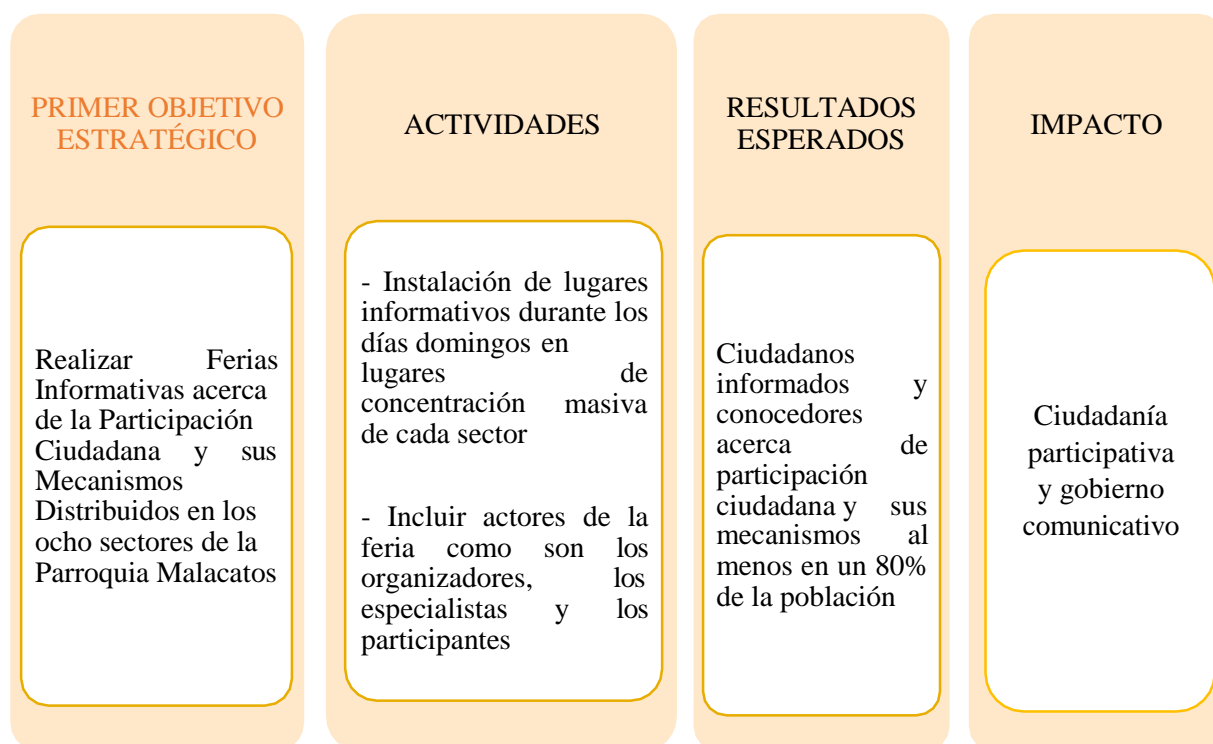 PRIMER OBJETIVO
ESTRATÉGICO
Realizar Ferias
Informativas acerca
de la Participación
Ciudadana y sus
Mecanismos
Distribuidos en los
ocho sectores de la
Parroquia Malacatos
ACTIVIDADES
- Instalación de lugares
informativos durante los
días domingos en
lugares de
concentración masiva
de cada sector
- Incluir actores de la
feria como son los
organizadores, los
especialistas y los
participantes
RESULTADOS
ESPERADOS
Ciudadanos
informados y
conocedores
acerca de
participación
ciudadana y sus
mecanismos al
menos en un 80%
de la población
IMPACTO
Ciudadanía
participativa
y gobierno
comunicativo